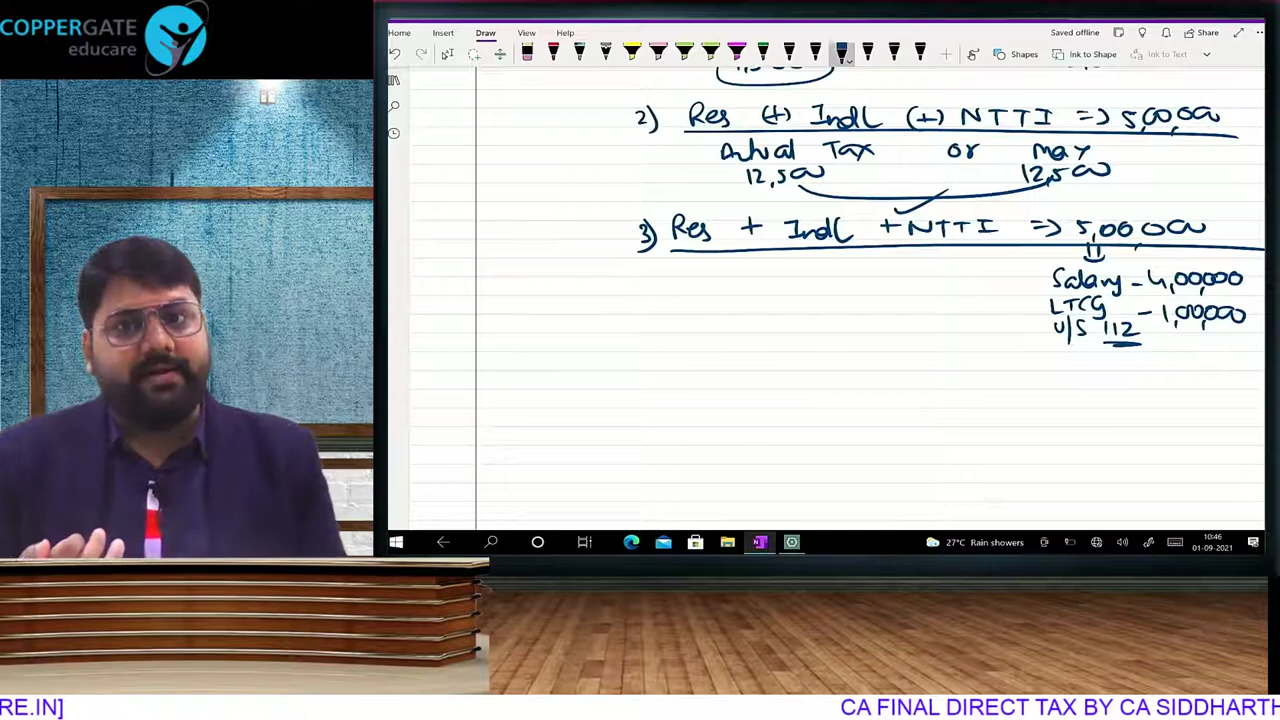 COPPERGATE
educare
Home Insert Draw View Help Saved offline Share
Shapes Ink to Shape Ink to Text
2) Res (+) Indl (+) NTTI => 5,00,000
Actual Tax or Max
12,500 12,500
3) Res + Indl + NTTI => 5,00,000
Salary - 4,00,000
LTCG - 1,00,000
U/S 112
27°C Rain showers 10:46
01-09-2021
RE.IN] CA FINAL DIRECT TAX BY CA SIDDHARTH